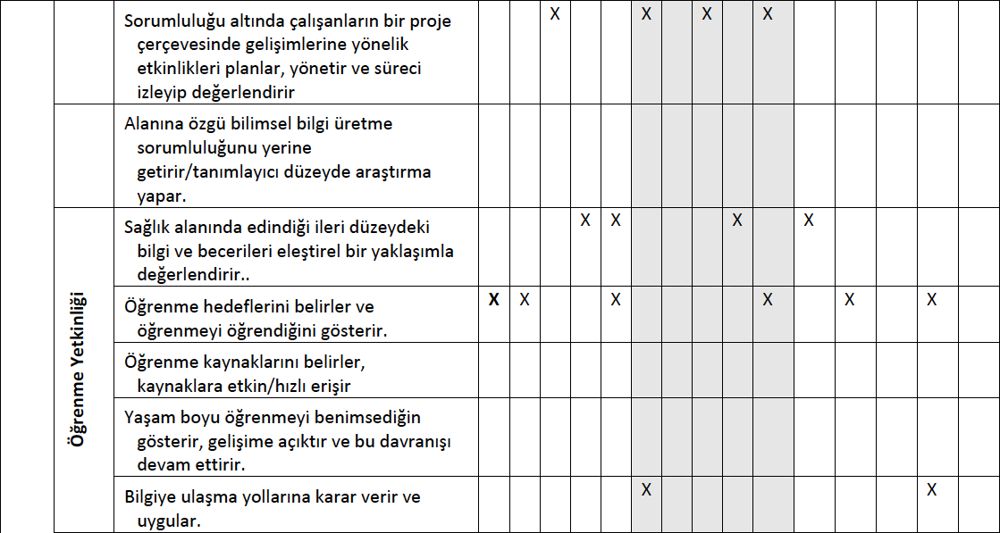 Sorumluluğu altında çalışanların bir proje X X X X
çerçevesinde gelişimlerine yönelik
etkinlikleri planlar, yönetir ve süreci
izleyip değerlendirir
Alanına özgü bilimsel bilgi üretme
sorumluluğunu yerine
getirir/tanımlayıcı düzeyde araştırma
yapar.
Öğrenme Yetkinliği
Sağlık alanında edindiği ileri düzeydeki X X X X
bilgi ve becerileri eleştirel bir yaklaşımla
değerlendirir..
Öğrenme hedeflerini belirler ve X X X X X X
öğrenmeyi öğrendiğini gösterir.
Öğrenme kaynaklarını belirler,
kaynaklara etkin/hızlı erişir
Yaşam boyu öğrenmeyi benimsediğin
gösterir, gelişime açıktır ve bu davranışı
devam ettirir.
Bilgiye ulaşma yollarına karar verir ve X X
uygular.